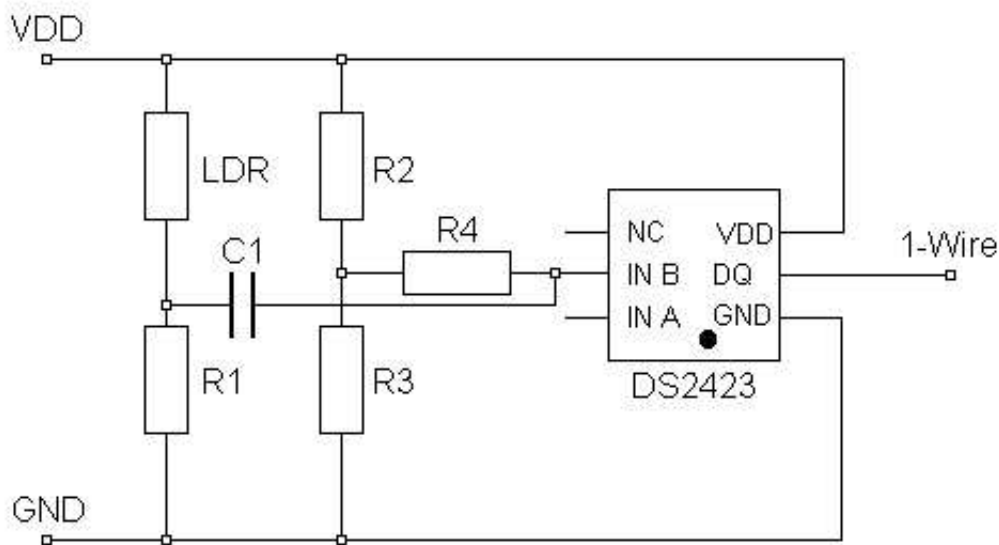 VDD
LDR
R2
C1
R4
NC
VDD
IN B
DQ
IN A
GND
1-Wire
R1
R3
DS2423
GND